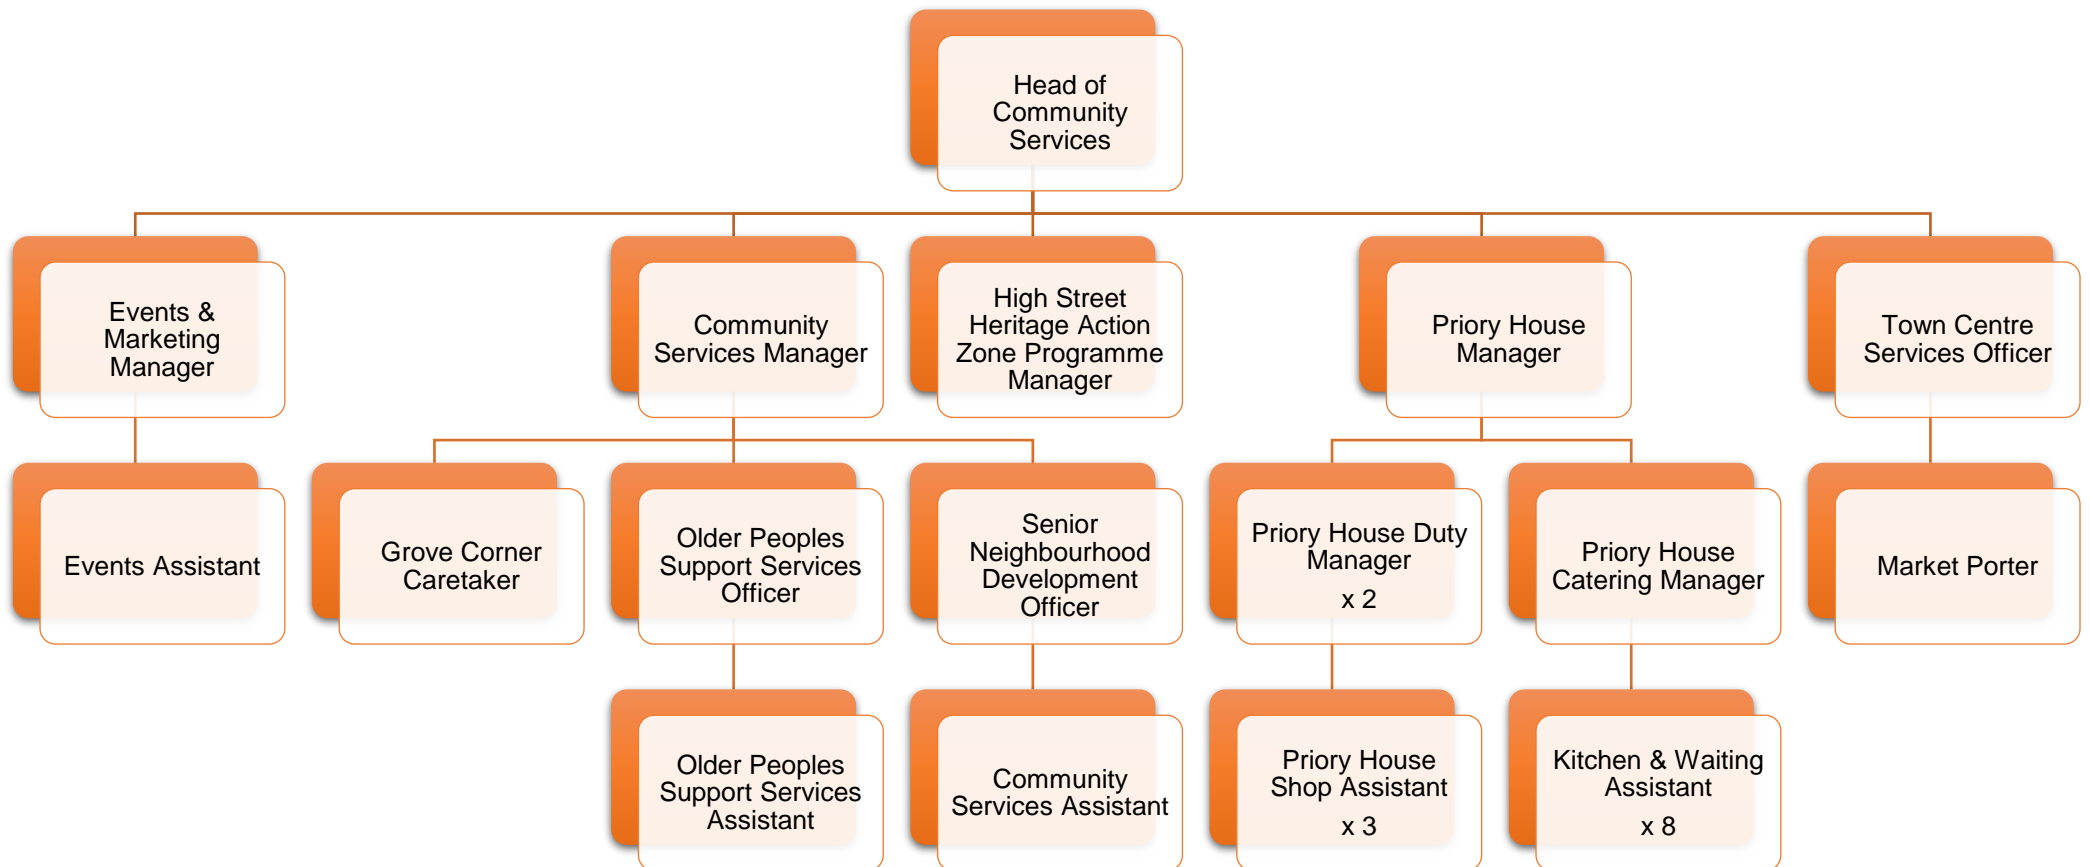 Head of
Community
Services
Events &
Marketing
Manager
Community
Services Manager
High Street
Heritage Action
Zone Programme
Manager
Priory House
Manager
Town Centre
Services Officer
Events Assistant
Grove Corner
Caretaker
Older Peoples
Support Services
Officer
Senior
Neighbourhood
Development
Officer
Priory House Duty
Manager
x 2
Priory House
Catering Manager
Market Porter
Older Peoples
Support Services
Assistant
Community
Services Assistant
Priory House
Shop Assistant
x 3
Kitchen & Waiting
Assistant
x 8